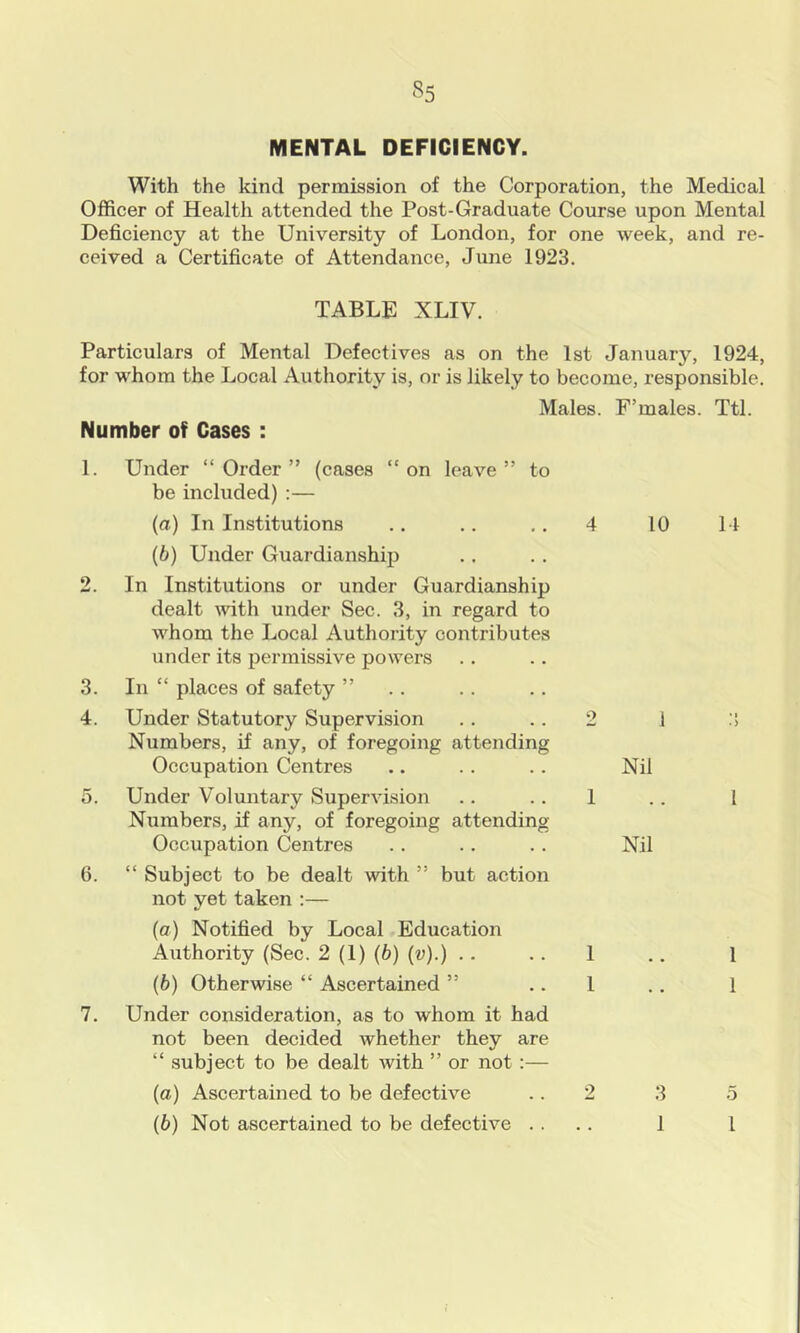 85
MENTAL DEFICIENCY.
With the kind permission of the Corporation, the Medical
Officer of Health attended the Post-Graduate Course upon Mental
Deficiency at the University of London, for one week, and re-
ceived a Certificate of Attendance, June 1923.
TABLE XLIV.
Particulars of Mental Defectives as on the 1st January, 1924,
for whom the Local Authority is, or is likely to become, responsible.
Males. F’males. Ttl.
Number of Cases :
1. Under “ Order ” (cases “ on leave ” to
be included) :—
(a) In Institutions .. .. .. 4 10 14
(b) Under Guardianship .. ..
2. In Institutions or under Guardianship
dealt with under Sec. 3, in regard to
whom the Local Authority contributes
under its permissive powers .. ..
3. In “ places of safety ” .. .. ..
4. Under Statutory Supervision .. .. 2 1 3
Numbers, if any, of foregoing attending
Occupation Centres .. .. .. Nil
5. Under Voluntary Supervision .. .. 1 .. 1
Numbers, if any, of foregoing attending
Occupation Centres .. .. .. Nil
6. “ Subject to be dealt with ” but action
not yet taken :—
(a) Notified by Local Education
Authority (Sec. 2 (1) (b) (v).) .. .. 1 .. 1
(b) Otherwise “ Ascertained ” .. 1 .. 1
7. Under consideration, as to whom it had
not been decided whether they are
“ subject to be dealt with ” or not :—
(a) Ascertained to be defective .. 2 3 5
(b) Not ascertained to be defective .. .. 1 1